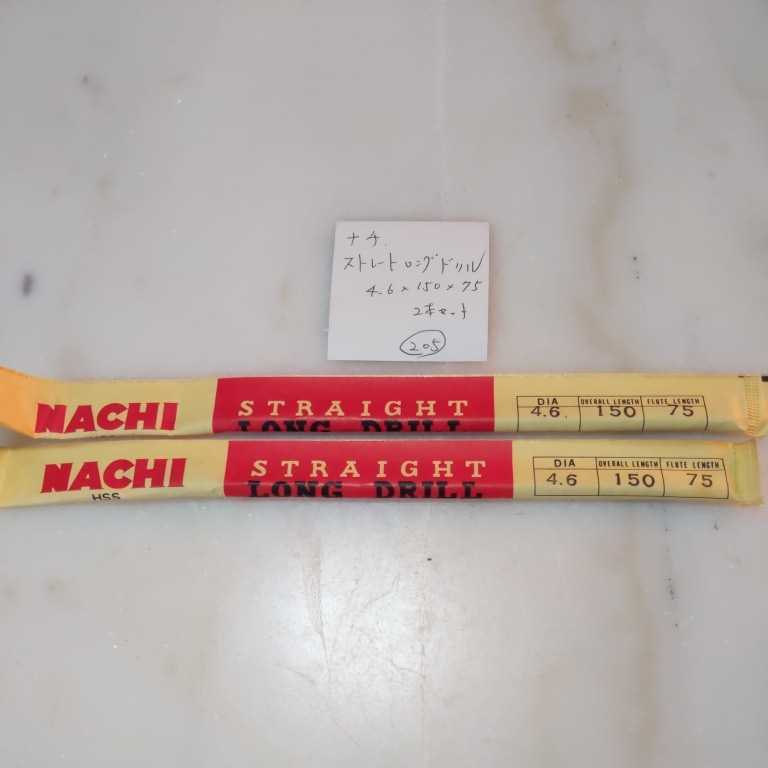 ナチ.
ストレートロングドリル
4.6×150×75
2本セット
205
NACHI
STRAIGHT
LONG DRILL
DIA OVERALL LENGTH FLUTE LENGTH
4.6. 150 75
NACHI
HSS
STRAIGHT
LONG DRILL
DIA OVERALL LENGTH FLUTE LENGTH
4.6 150 75